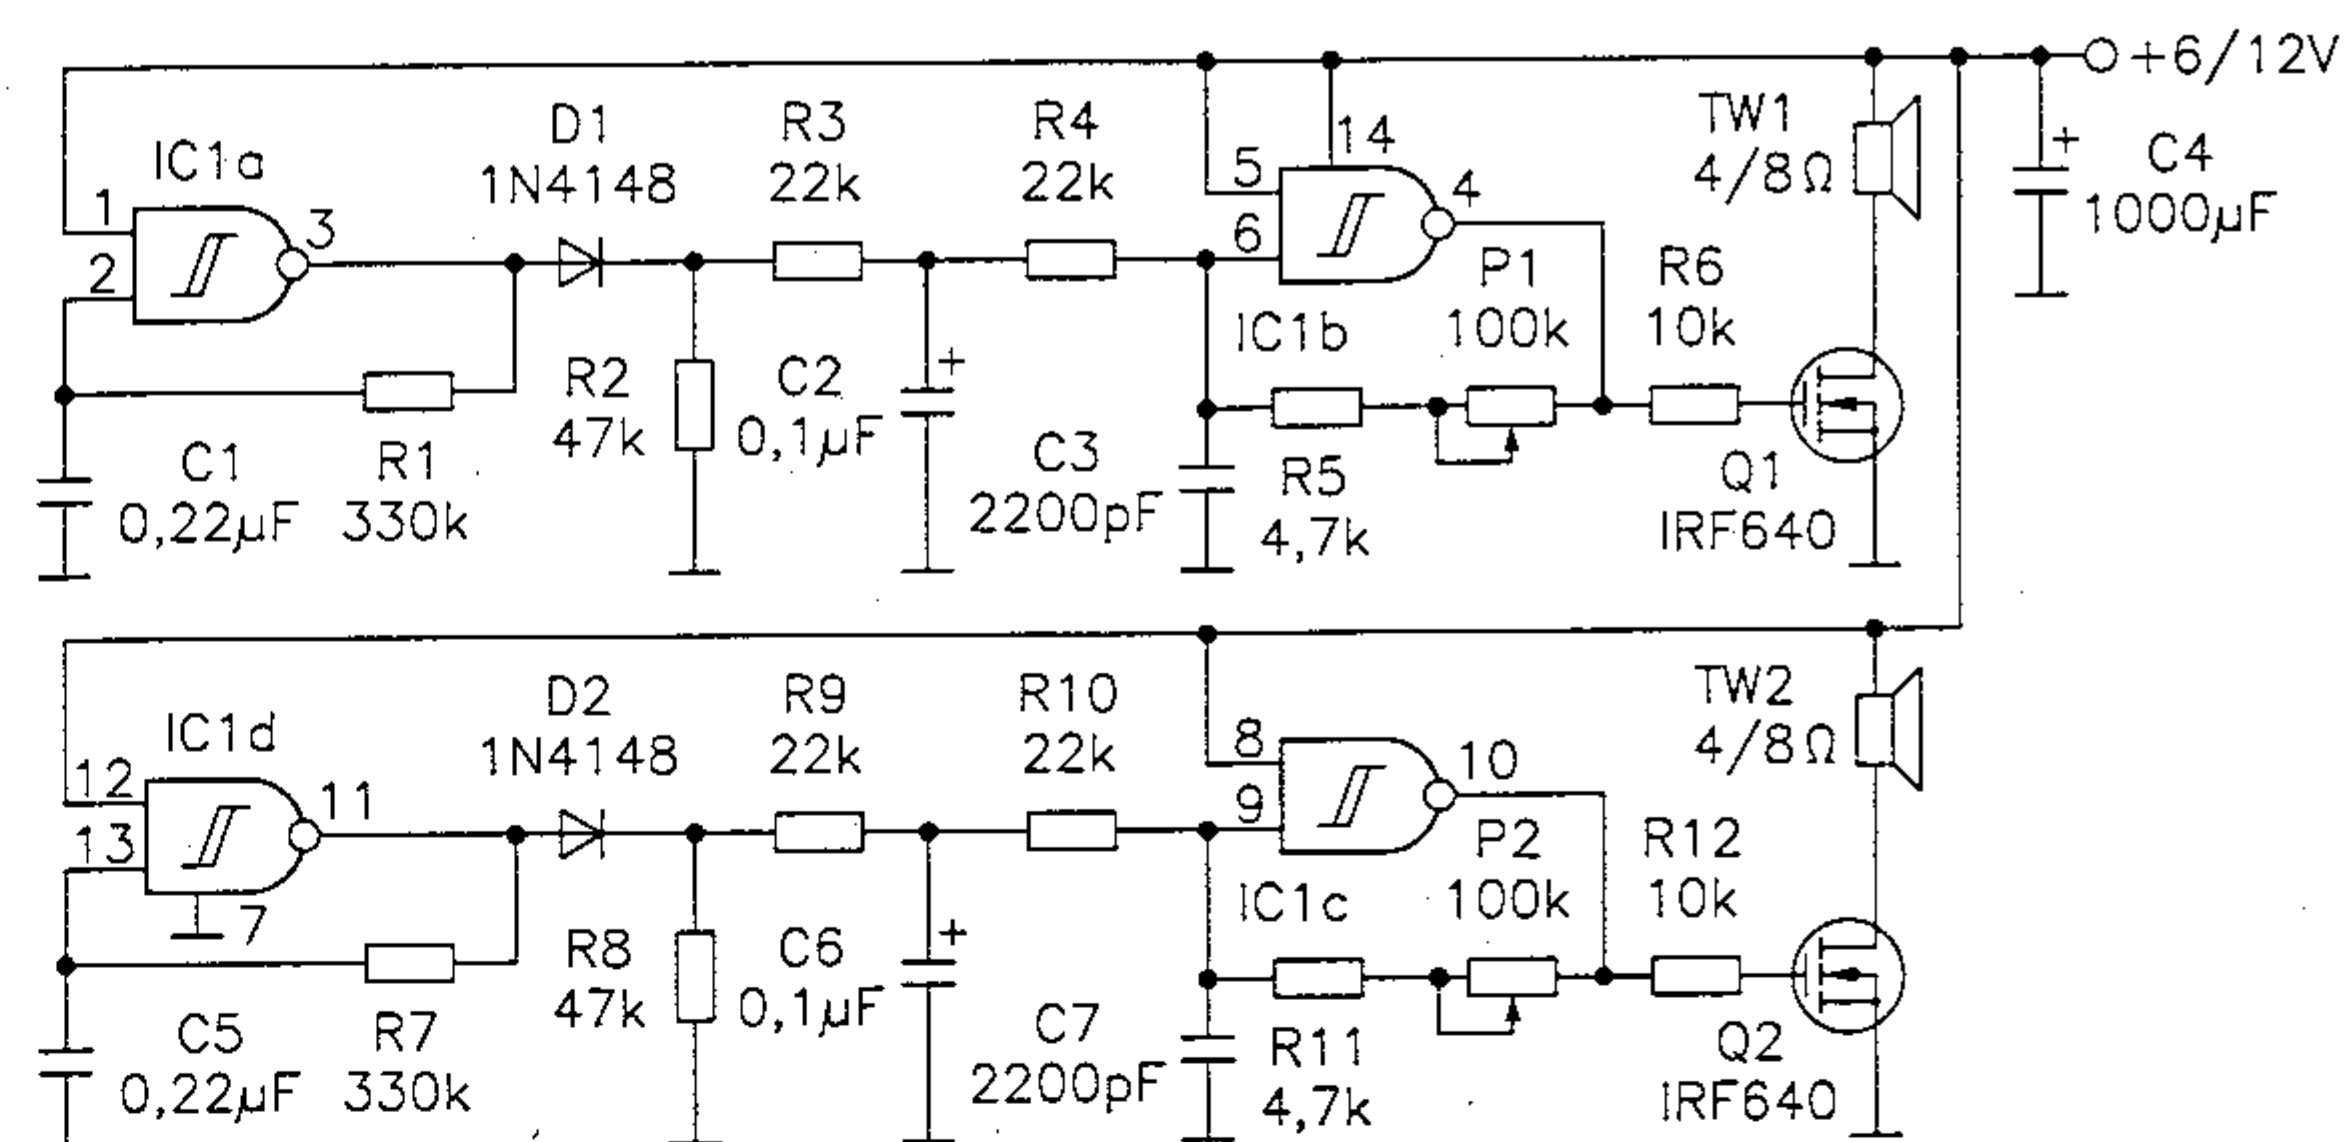 +6/12V
IC1a
1
2
3
D1
1N4148
R3
22k
R4
22k
14
5
6
4
TW1
4/8Ω
+
C4
1000µF
IC1b
P1
100k
R6
10k
R2
47k
C2
0,1µF
+
C1
0,22µF
R1
330k
C3
2200pF
R5
4,7k
Q1
IRF640
IC1d
12
13
11
7
D2
1N4148
R9
22k
R10
22k
8
9
10
TW2
4/8Ω
IC1c
P2
100k
R12
10k
R8
47k
C6
0,1µF
+
C5
0,22µF
R7
330k
C7
2200pF
R11
4,7k
Q2
IRF640